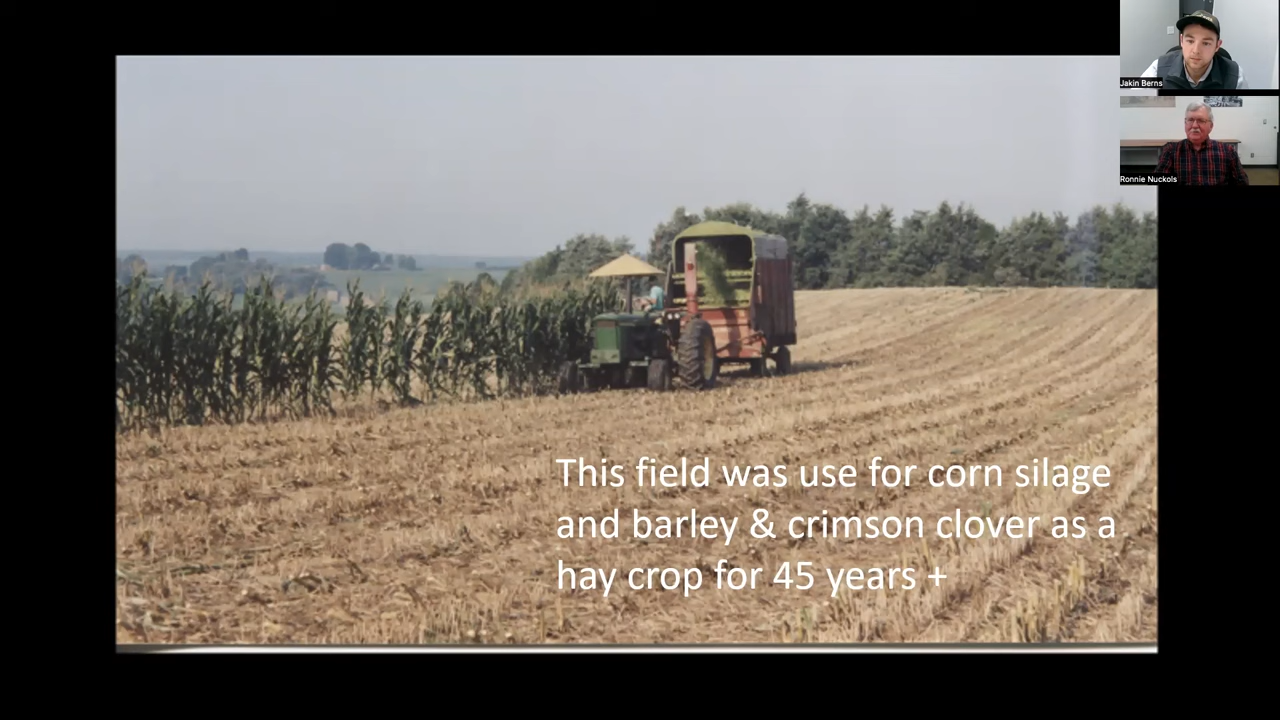 Jakin Berns
Ronnie Nuckols
This field was use for corn silage
and barley & crimson clover as a
hay crop for 45 years +